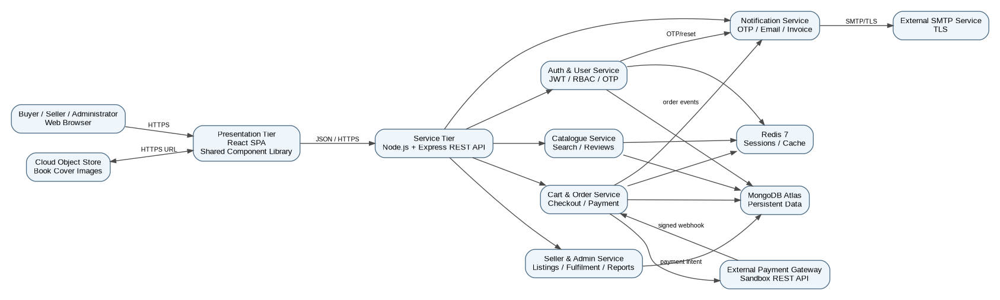 Buyer / Seller / Administrator
Web Browser
HTTPS
Cloud Object Store
Book Cover Images
HTTPS URL
Presentation Tier
React SPA
Shared Component Library
JSON / HTTPS
Service Tier
Node.js + Express REST API
Auth & User Service
JWT / RBAC / OTP
Catalogue Service
Search / Reviews
Cart & Order Service
Checkout / Payment
Seller & Admin Service
Listings / Fulfilment / Reports
OTP/reset
order events
signed webhook
payment intent
Notification Service
OTP / Email / Invoice
Redis 7
Sessions / Cache
MongoDB Atlas
Persistent Data
External Payment Gateway
Sandbox REST API
SMTP/TLS
External SMTP Service
TLS